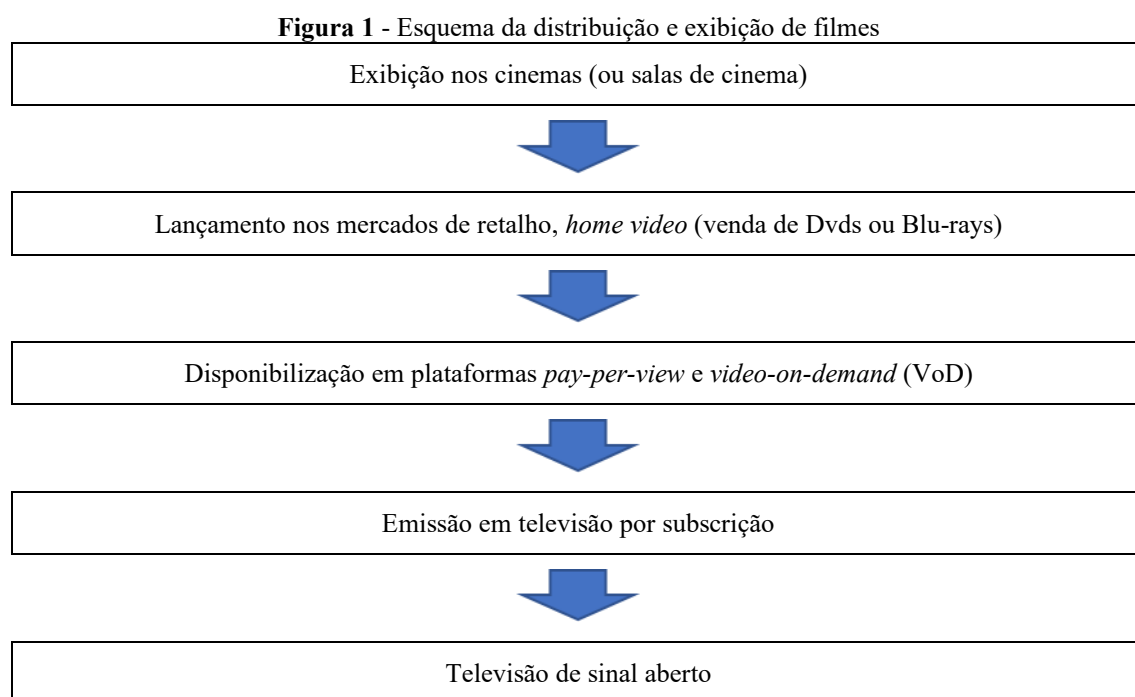 Figura 1 - Esquema da distribuição e exibição de filmes
Exibição nos cinemas (ou salas de cinema)
Lançamento nos mercados de retalho, home video (venda de Dvds ou Blu-rays)
Disponibilização em plataformas pay-per-view e video-on-demand (VoD)
Emissão em televisão por subscrição
Televisão de sinal aberto